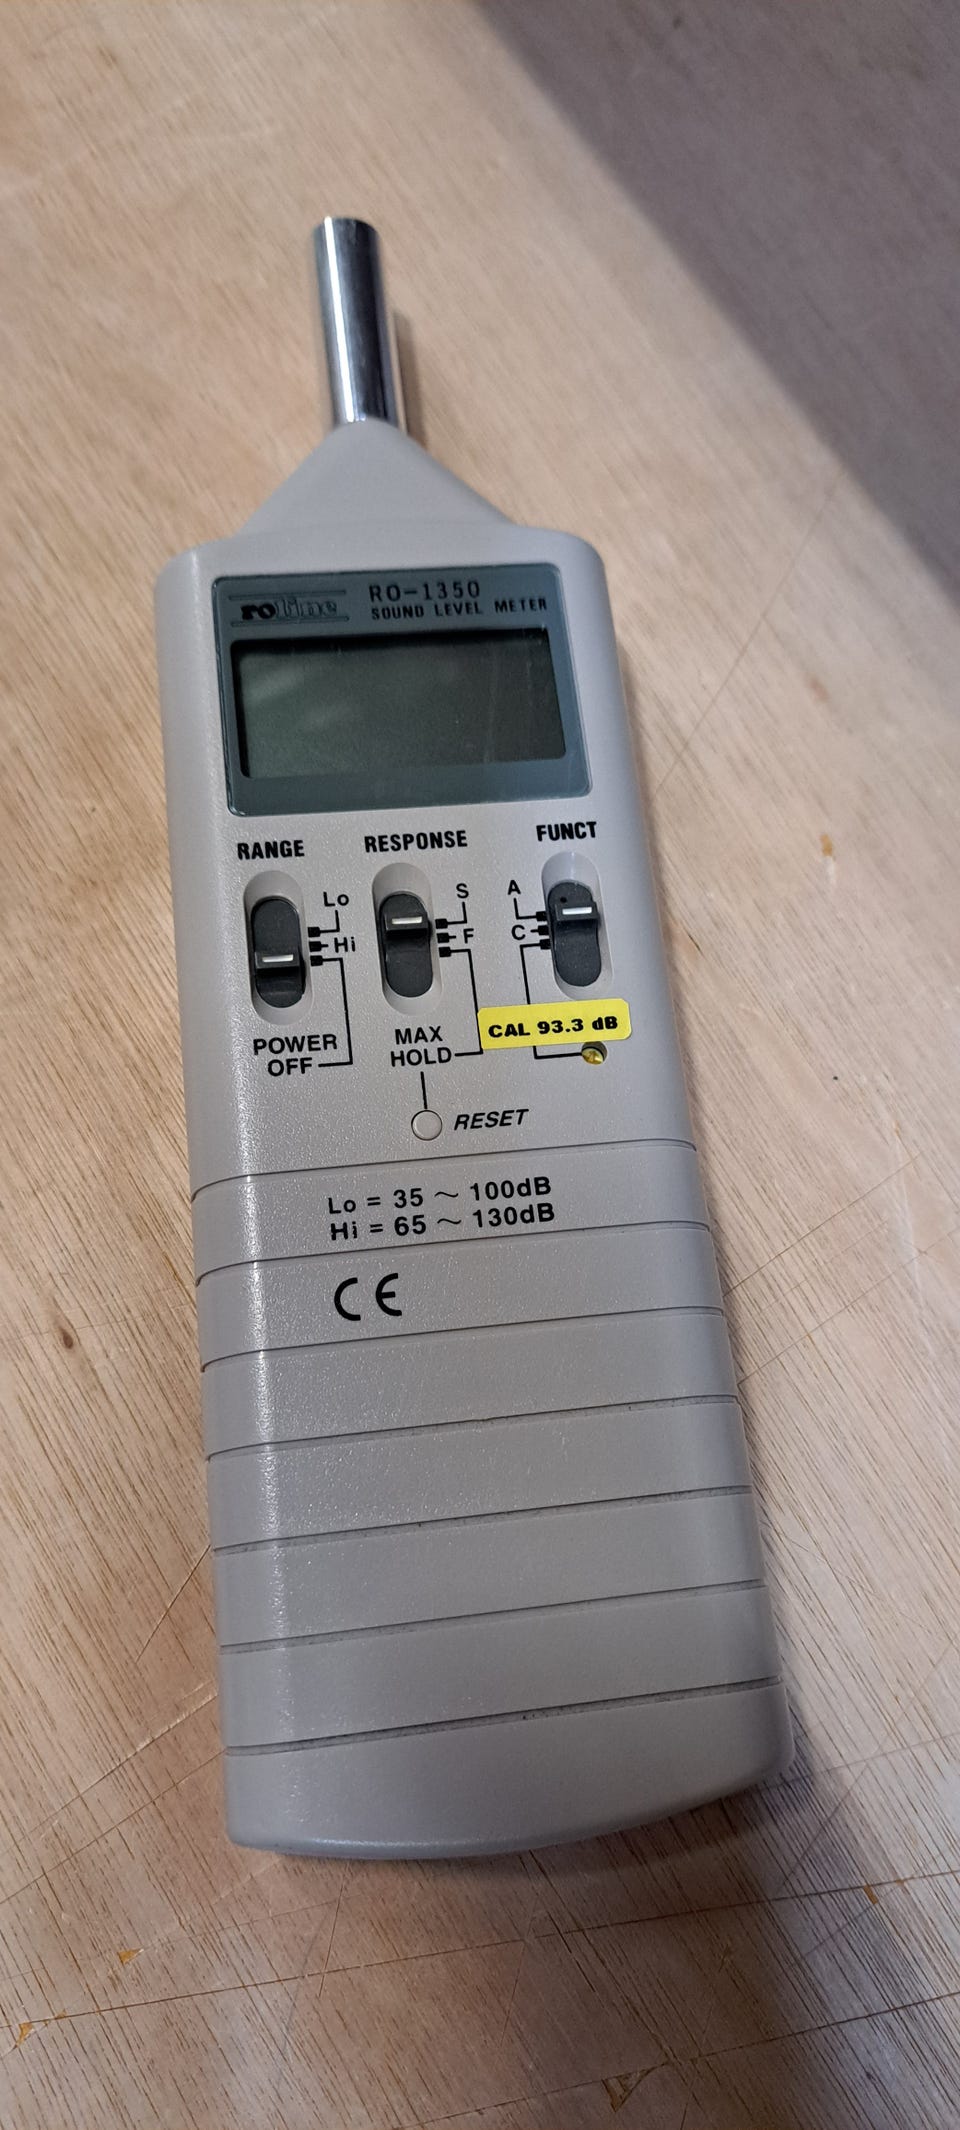 roline
RO-1350
SOUND LEVEL METER
RANGE
RESPONSE
FUNCT
Lo
Hi
POWER
OFF
S
F
MAX
HOLD
A
C
CAL 93.3 dB
RESET
Lo = 35 ~ 100dB
Hi = 65 ~ 130dB
CE